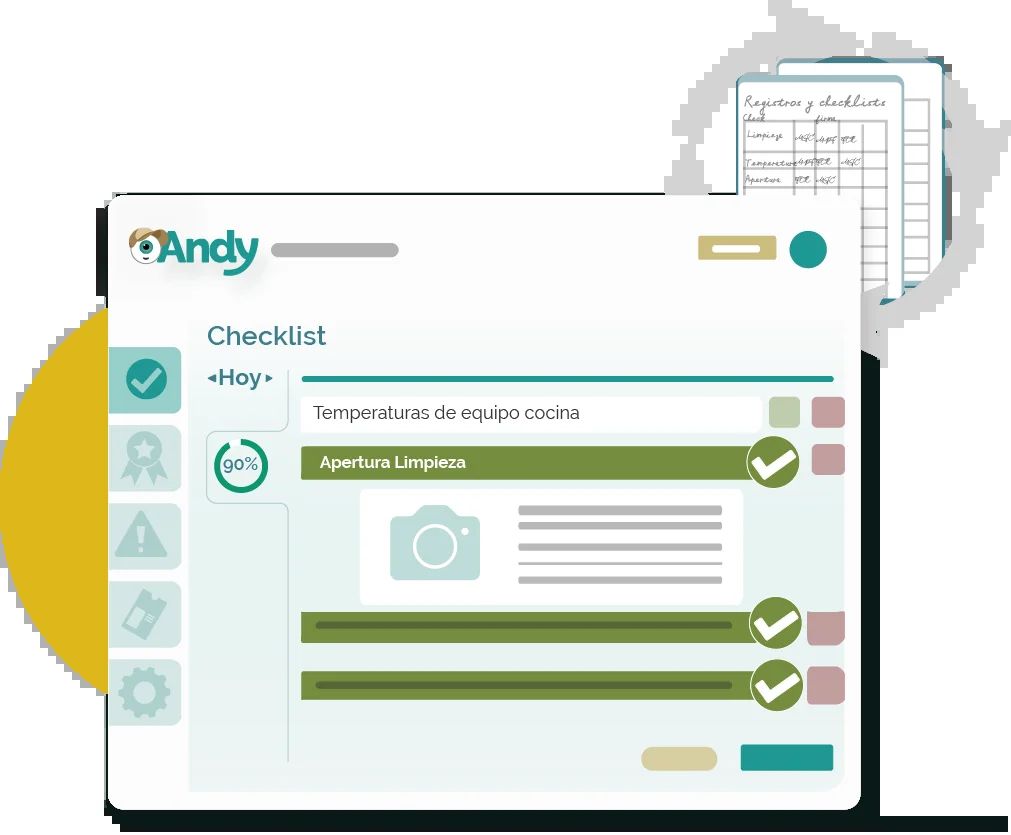 Registros y checklists
Check firma
Limpieza
Temperatura
Apertura
Andy
Checklist
Hoy
Temperaturas de equipo cocina
90%
Apertura Limpieza